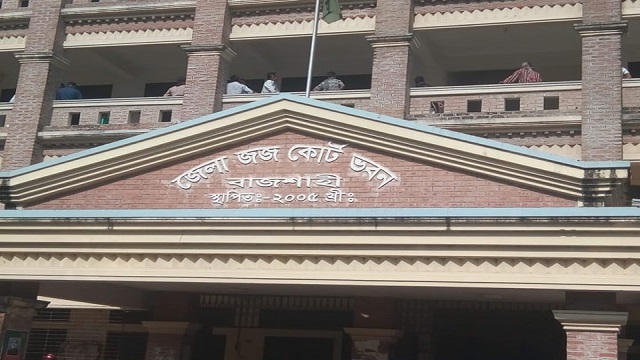 জেলা জজ কোর্ট ভবন
রাজশাহী
স্থাপিতঃ-২০০৫ খ্রীঃ